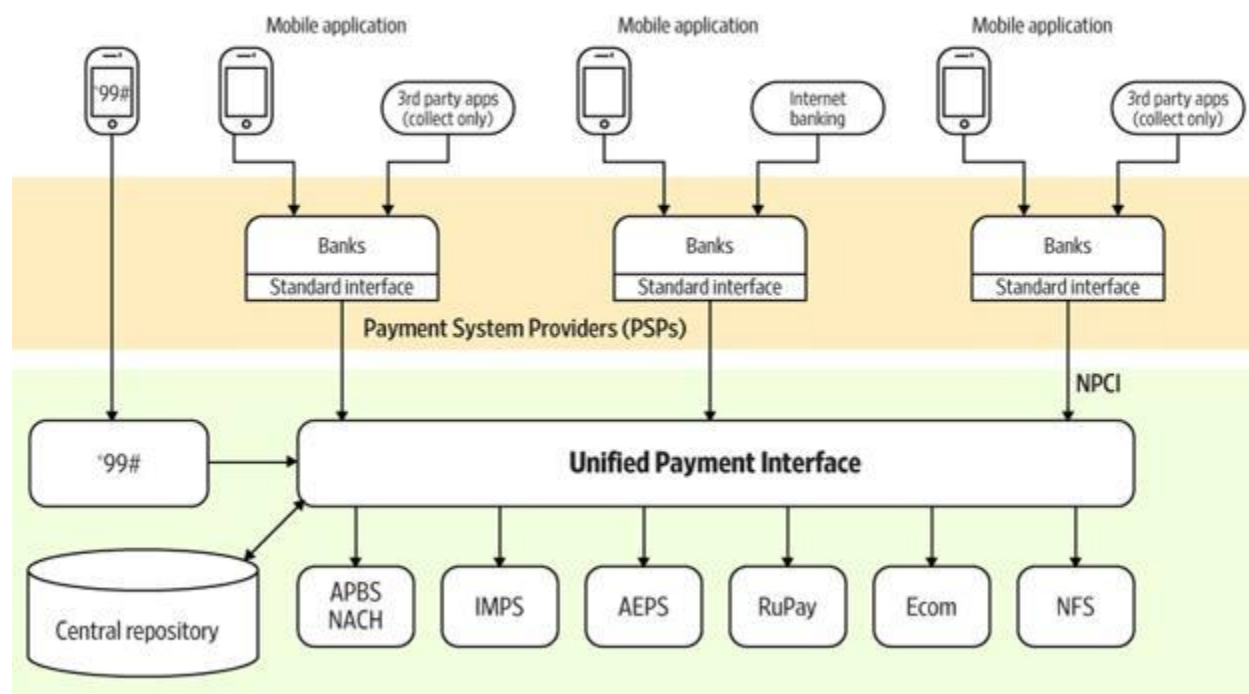 Mobile application
Mobile application
Mobile application
*99#
3rd party apps
(collect only)
Internet
banking
3rd party apps
(collect only)
Banks
Banks
Banks
Standard interface
Standard interface
Standard interface
Payment System Providers (PSPs)
NPCI
*99#
Unified Payment Interface
Central repository
APBS
NACH
IMPS
AEPS
RuPay
Ecom
NFS